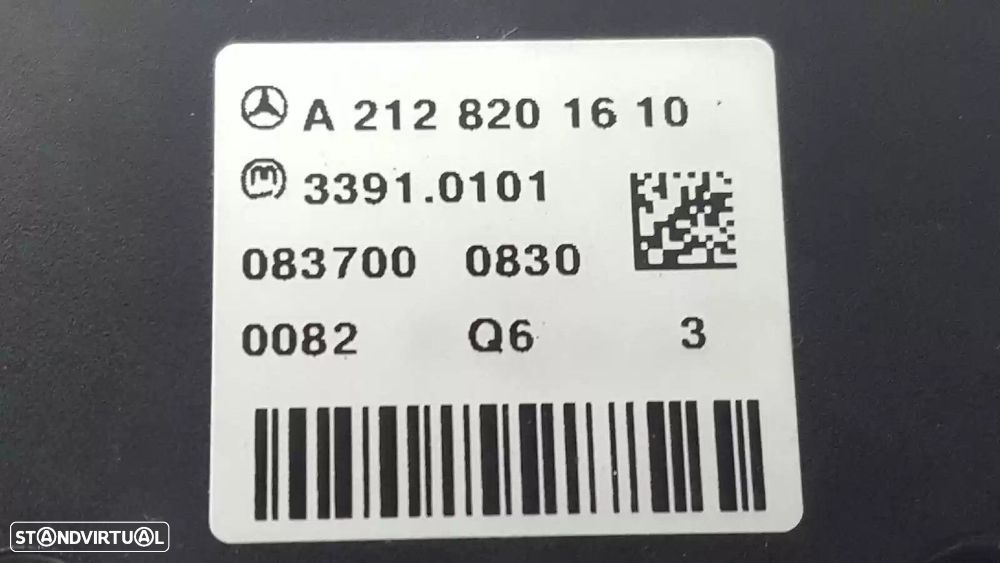 A 212 820 16 10
3391.0101
083700 0830
0082 Q6 3
STANDVIRTUAL